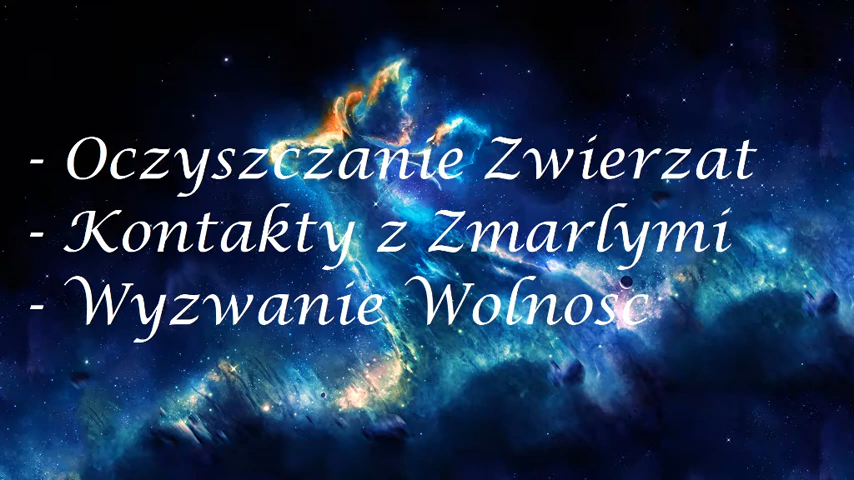 - Oczyszczanie Zwierzat
- Kontakty z Zmarlymi
- Wyzwanie Wolnosc